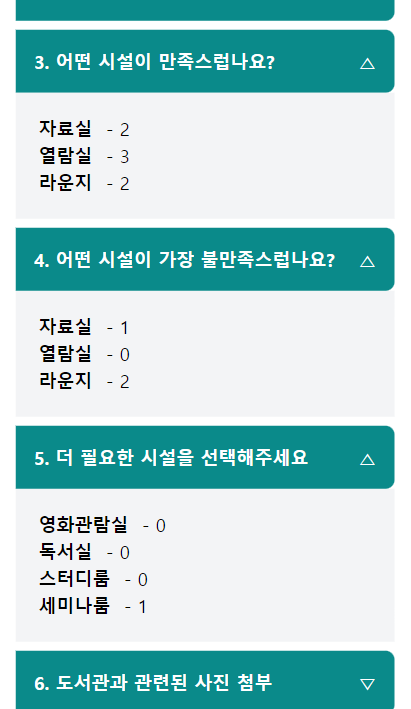 3. 어떤 시설이 만족스럽나요? △
자료실 - 2
열람실 - 3
라운지 - 2
4. 어떤 시설이 가장 불만족스럽나요? △
자료실 - 1
열람실 - 0
라운지 - 2
5. 더 필요한 시설을 선택해주세요 △
영화관람실 - 0
독서실 - 0
스터디룸 - 0
세미나룸 - 1
6. 도서관과 관련된 사진 첨부 ▽